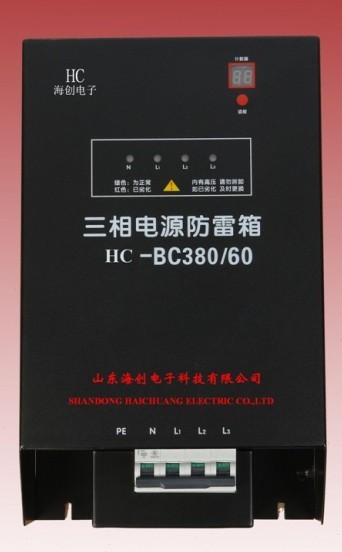 HC
海创电子
计数器
88
N L₁ L₂ L₃
绿色：为正常 内有高压 请勿测卸
红色：已劣化 如已劣化 及时更换
三相电源防雷箱
HC -BC380/60
山东海创电子科技有限公司
SHANDONG HAICHUANG ELECTRIC CO.,LTD
PE N L₁ L₂ L₃